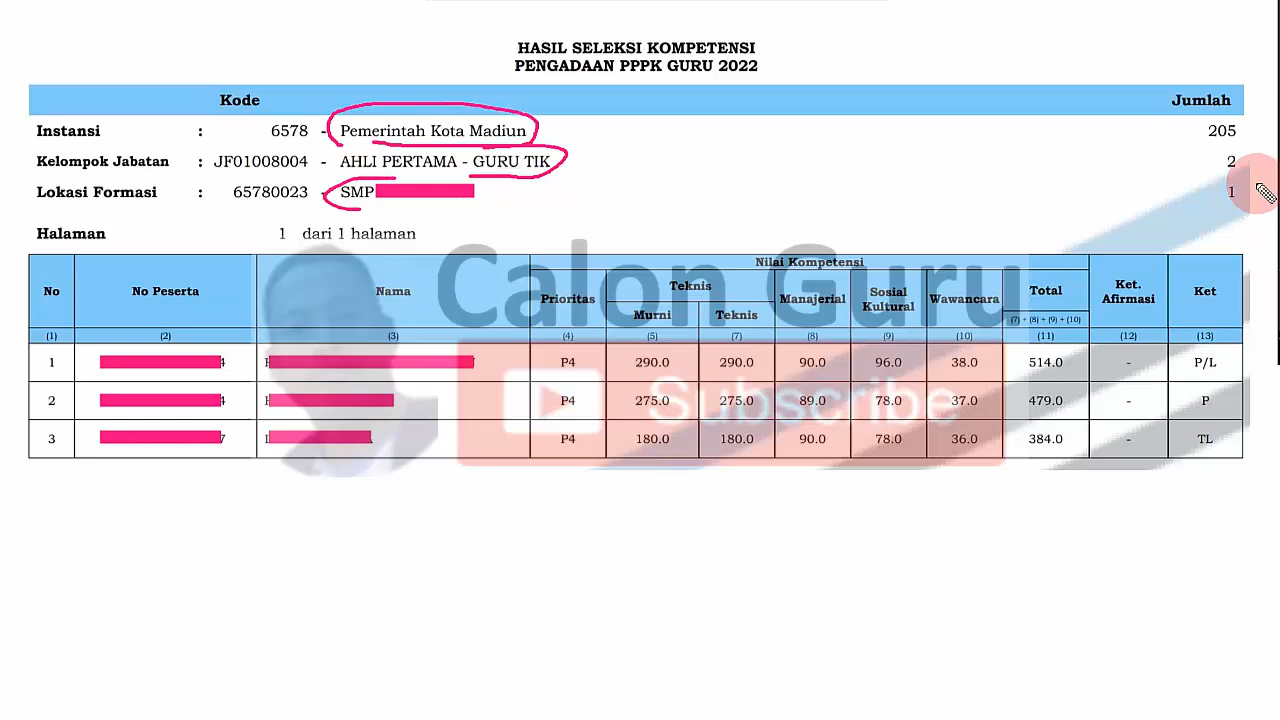 HASIL SELEKSI KOMPETENSI
PENGADAAN PPPK GURU 2022
Kode Jumlah
Instansi : 6578 - Pemerintah Kota Madiun 205
Kelompok Jabatan : JF01008004 - AHLI PERTAMA - GURU TIK 2
Lokasi Formasi : 65780023 - SMP 1
Halaman 1 dari 1 halaman
Calon Guru
Subscribe
No No Peserta Nama Prioritas Nilai Kompetensi Ket. Afirmasi Ket
Teknis Manajerial Sosial Kultural Wawancara Total
Murni Teknis (7) + (8) + (9) + (10)
(1) (2) (3) (4) (5) (7) (8) (9) (10) (11) (12) (13)
1 4 P4 290.0 290.0 90.0 96.0 38.0 514.0 - P/L
2 4 P4 275.0 275.0 89.0 78.0 37.0 479.0 - P
3 7 P4 180.0 180.0 90.0 78.0 36.0 384.0 - TL